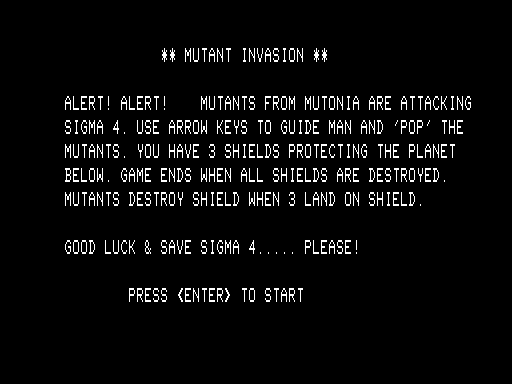 ** MUTANT INVASION **
ALERT! ALERT!    MUTANTS FROM MUTONIA ARE ATTACKING
SIGMA 4. USE ARROW KEYS TO GUIDE MAN AND 'POP' THE
MUTANTS. YOU HAVE 3 SHIELDS PROTECTING THE PLANET
BELOW. GAME ENDS WHEN ALL SHIELDS ARE DESTROYED.
MUTANTS DESTROY SHIELD WHEN 3 LAND ON SHIELD.
GOOD LUCK & SAVE SIGMA 4..... PLEASE!
PRESS <ENTER> TO START